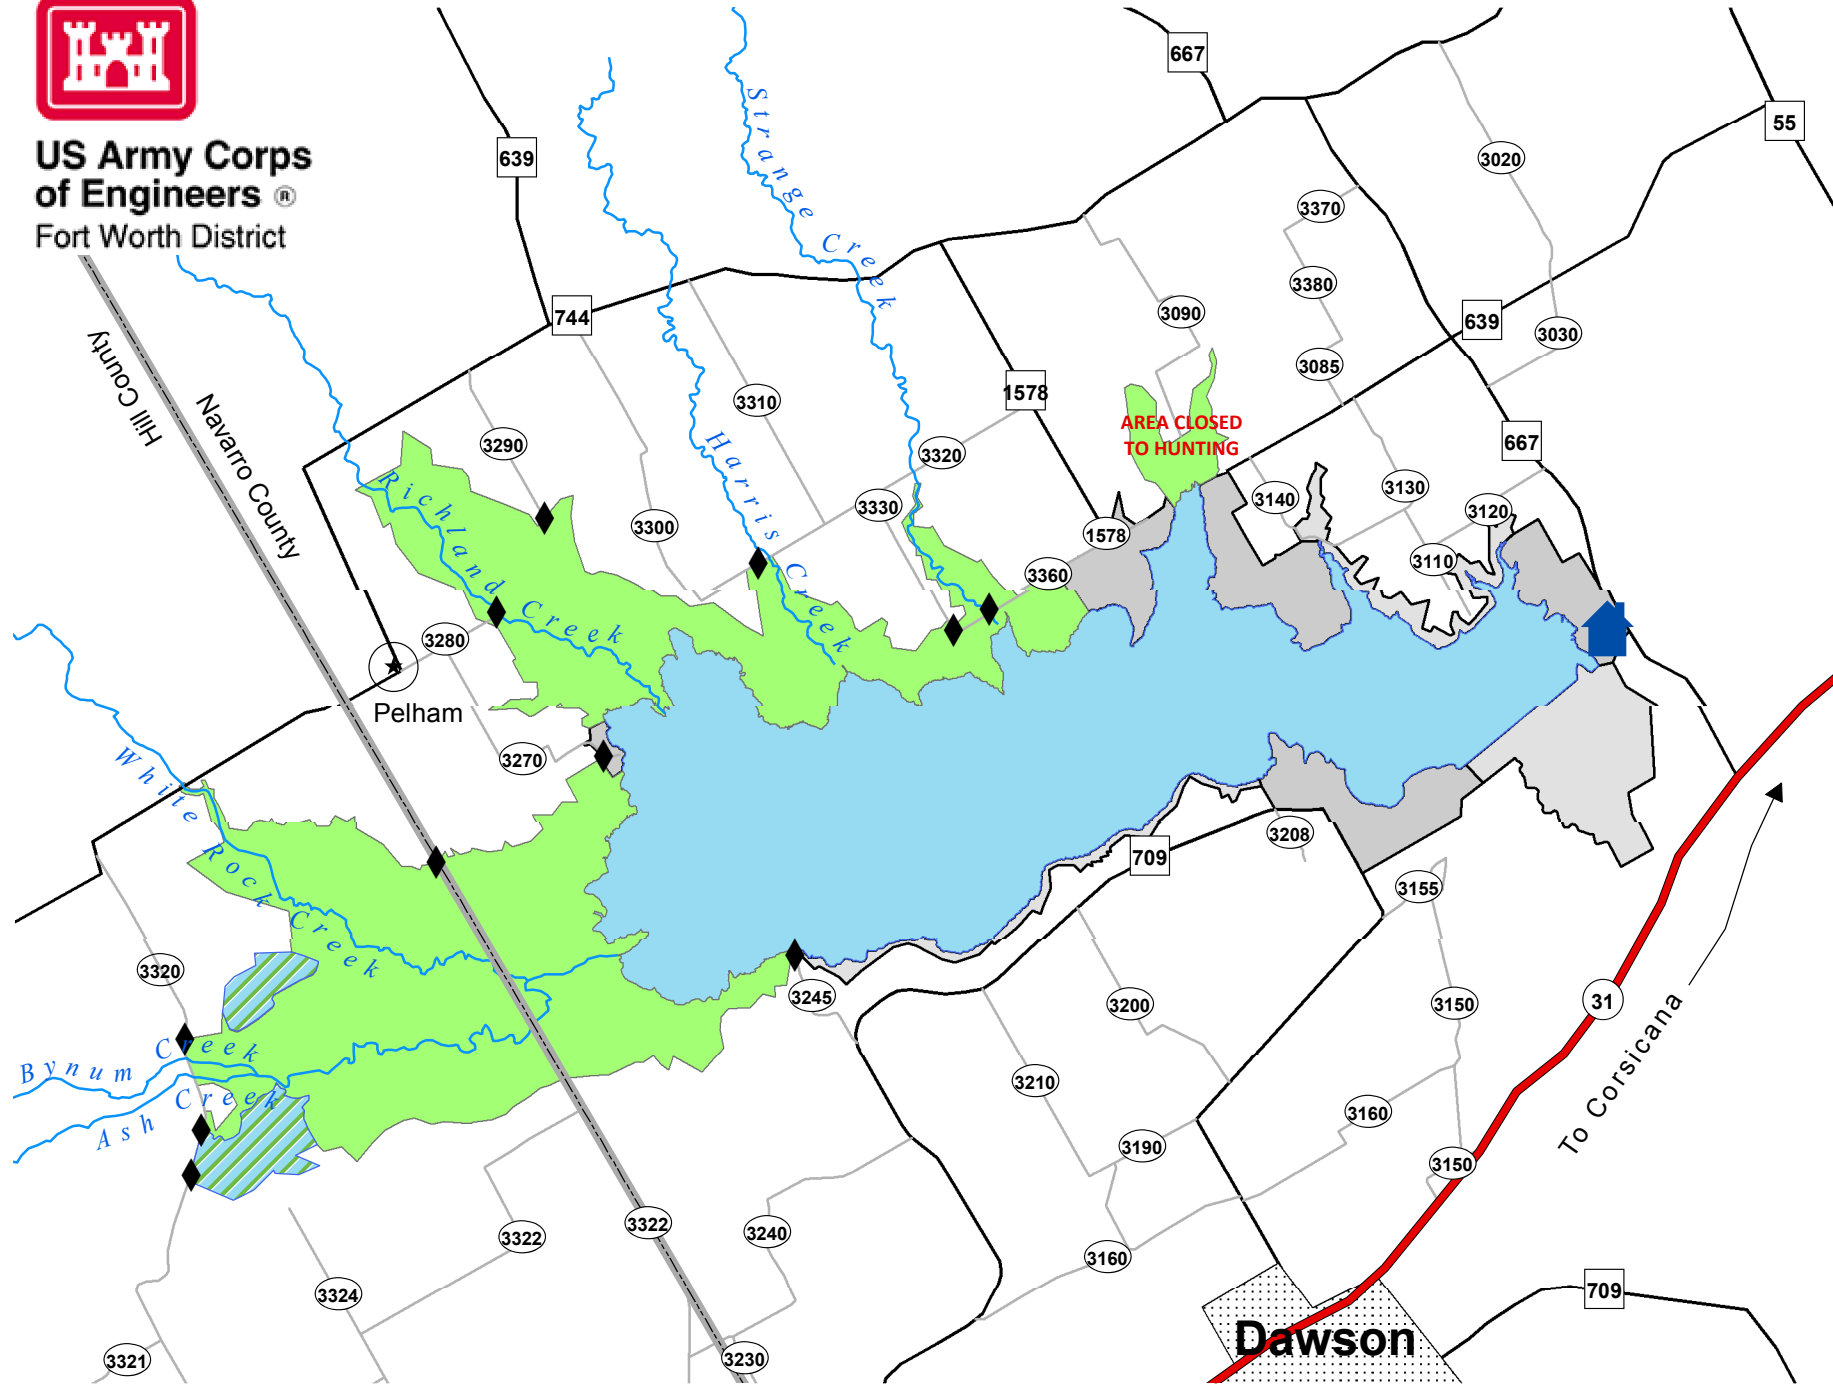 US Army Corps
of Engineers ®
Fort Worth District
Hill County
Navarro County
Strange Creek
Harris Creek
Richland Creek
White Rock Creek
Bynum Creek
Ash Creek
AREA CLOSED
TO HUNTING
Pelham
Dawson
To Corsicana
667
55
639
3020
3370
744
3380
3090
639
3030
3085
3310
1578
3290
3320
667
3330
3140
3130
3120
3300
1578
3110
3360
3280
3270
709
3208
3155
3320
3245
3200
3150
31
3210
3160
3190
3150
3322
3322
3240
3160
3324
709
3321
3230